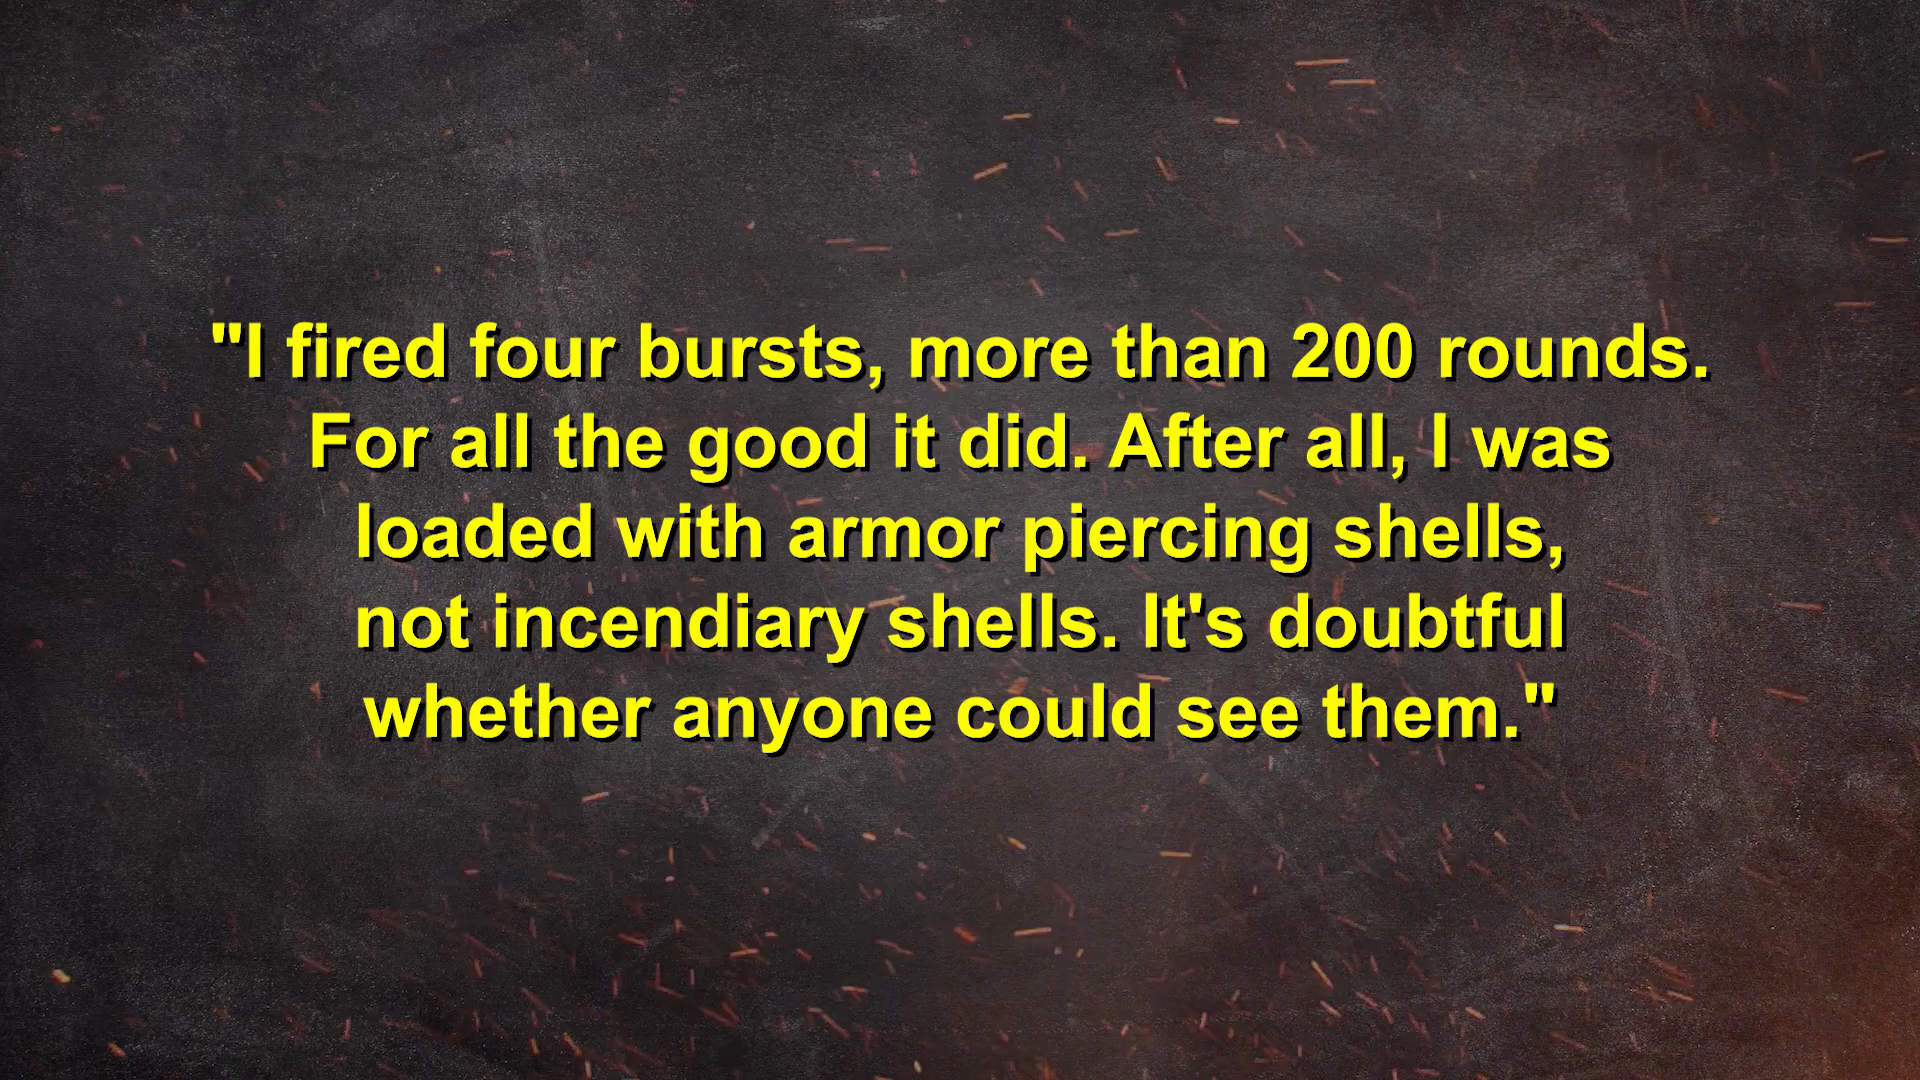 "I fired four bursts, more than 200 rounds.
For all the good it did. After all, I was
loaded with armor piercing shells,
not incendiary shells. It's doubtful
whether anyone could see them."